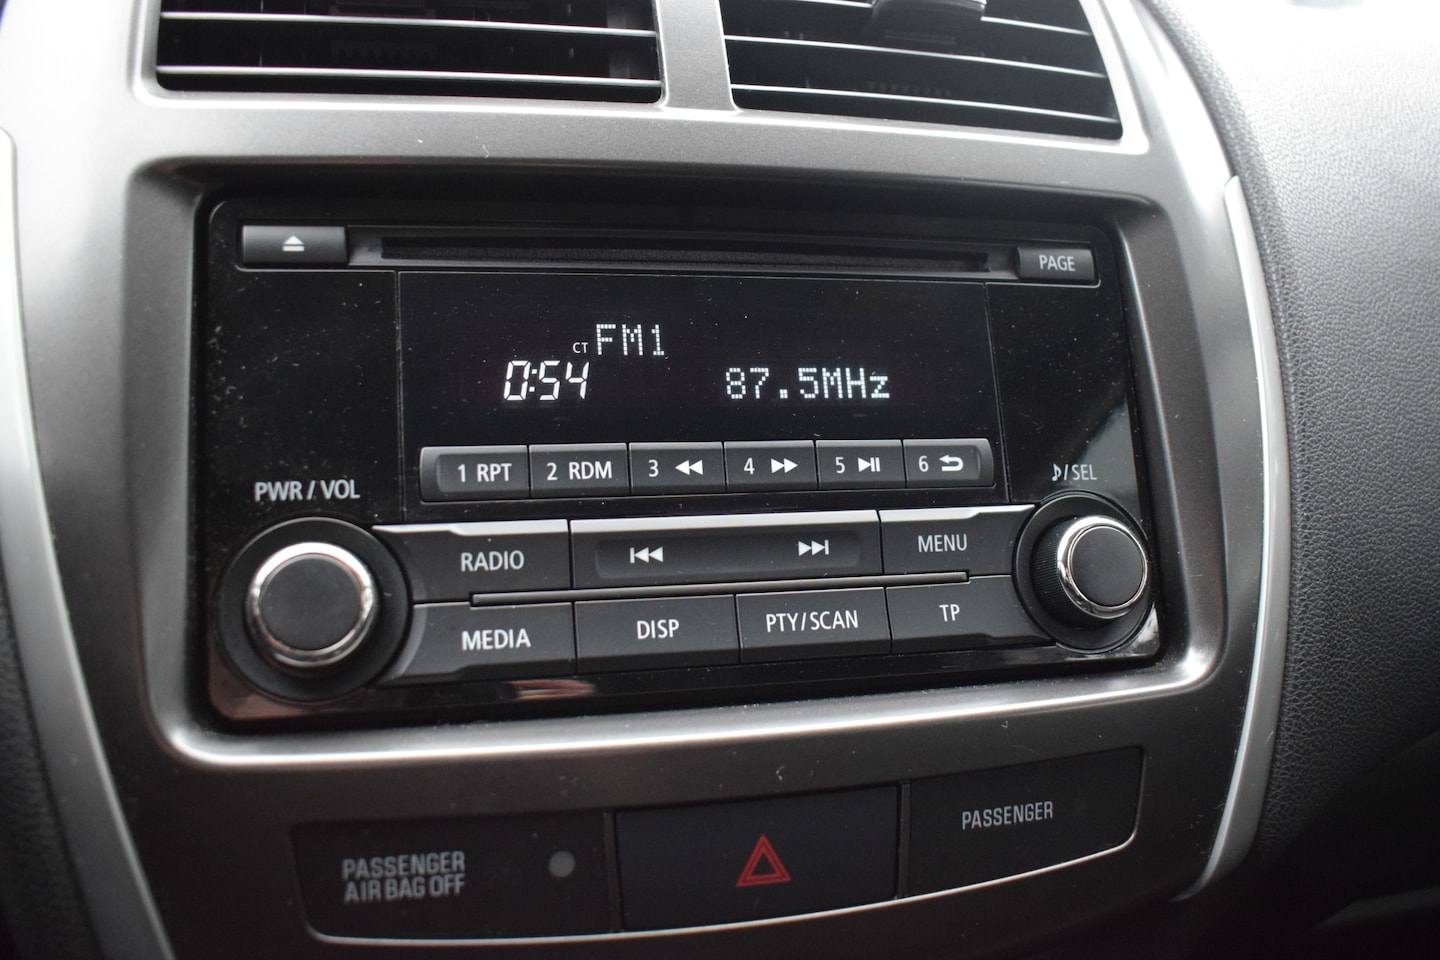 PAGE
CT FM1
0:54 87.5MHz
1 RPT 2 RDM 3 4 5 6
PWR / VOL
/ SEL
RADIO MENU
MEDIA DISP PTY/SCAN TP
PASSENGER
AIR BAG OFF
PASSENGER